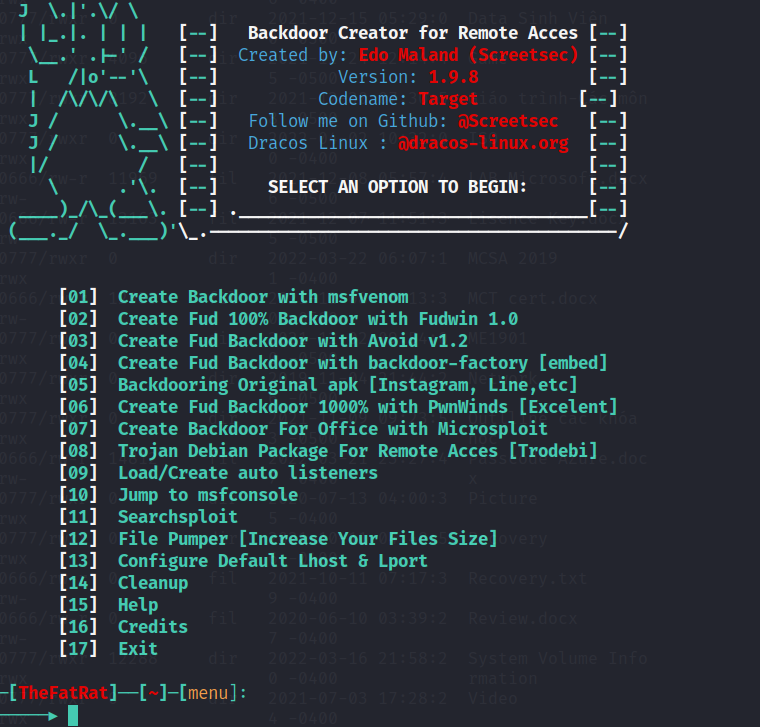 [--] Backdoor Creator for Remote Acces [--]
[--] Created by: Edo Maland (Screetsec) [--]
[--] Version: 1.9.8 [--]
[--] Codename: Target [--]
[--] Follow me on Github: @Screetsec [--]
[--] Dracos Linux : @dracos-linux.org [--]
[--] [--]
[--] SELECT AN OPTION TO BEGIN: [--]
[--] [--]
[01] Create Backdoor with msfvenom
[02] Create Fud 100% Backdoor with Fudwin 1.0
[03] Create Fud Backdoor with Avoid v1.2
[04] Create Fud Backdoor with backdoor-factory [embed]
[05] Backdooring Original apk [Instagram, Line,etc]
[06] Create Fud Backdoor 1000% with PwnWinds [Excelent]
[07] Create Backdoor For Office with Microsploit
[08] Trojan Debian Package For Remote Acces [Trodebi]
[09] Load/Create auto listeners
[10] Jump to msfconsole
[11] Searchsploit
[12] File Pumper [Increase Your Files Size]
[13] Configure Default Lhost & Lport
[14] Cleanup
[15] Help
[16] Credits
[17] Exit
[TheFatRat]──[~]─[menu]: